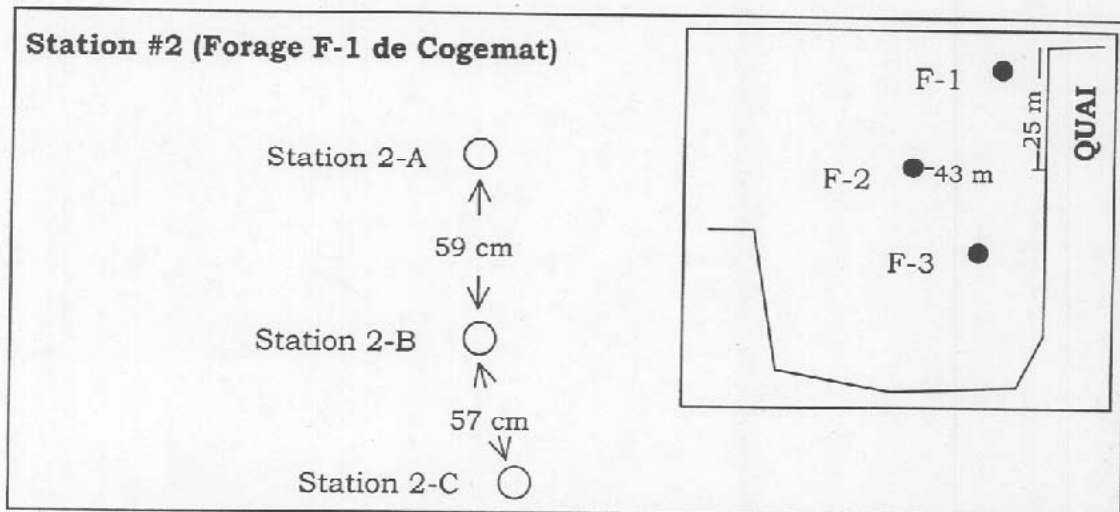 Station #2 (Forage F-1 de Cogemat)
Station 2-A
59 cm
Station 2-B
57 cm
Station 2-C
F-1
25 m
QUAI
F-2
43 m
F-3